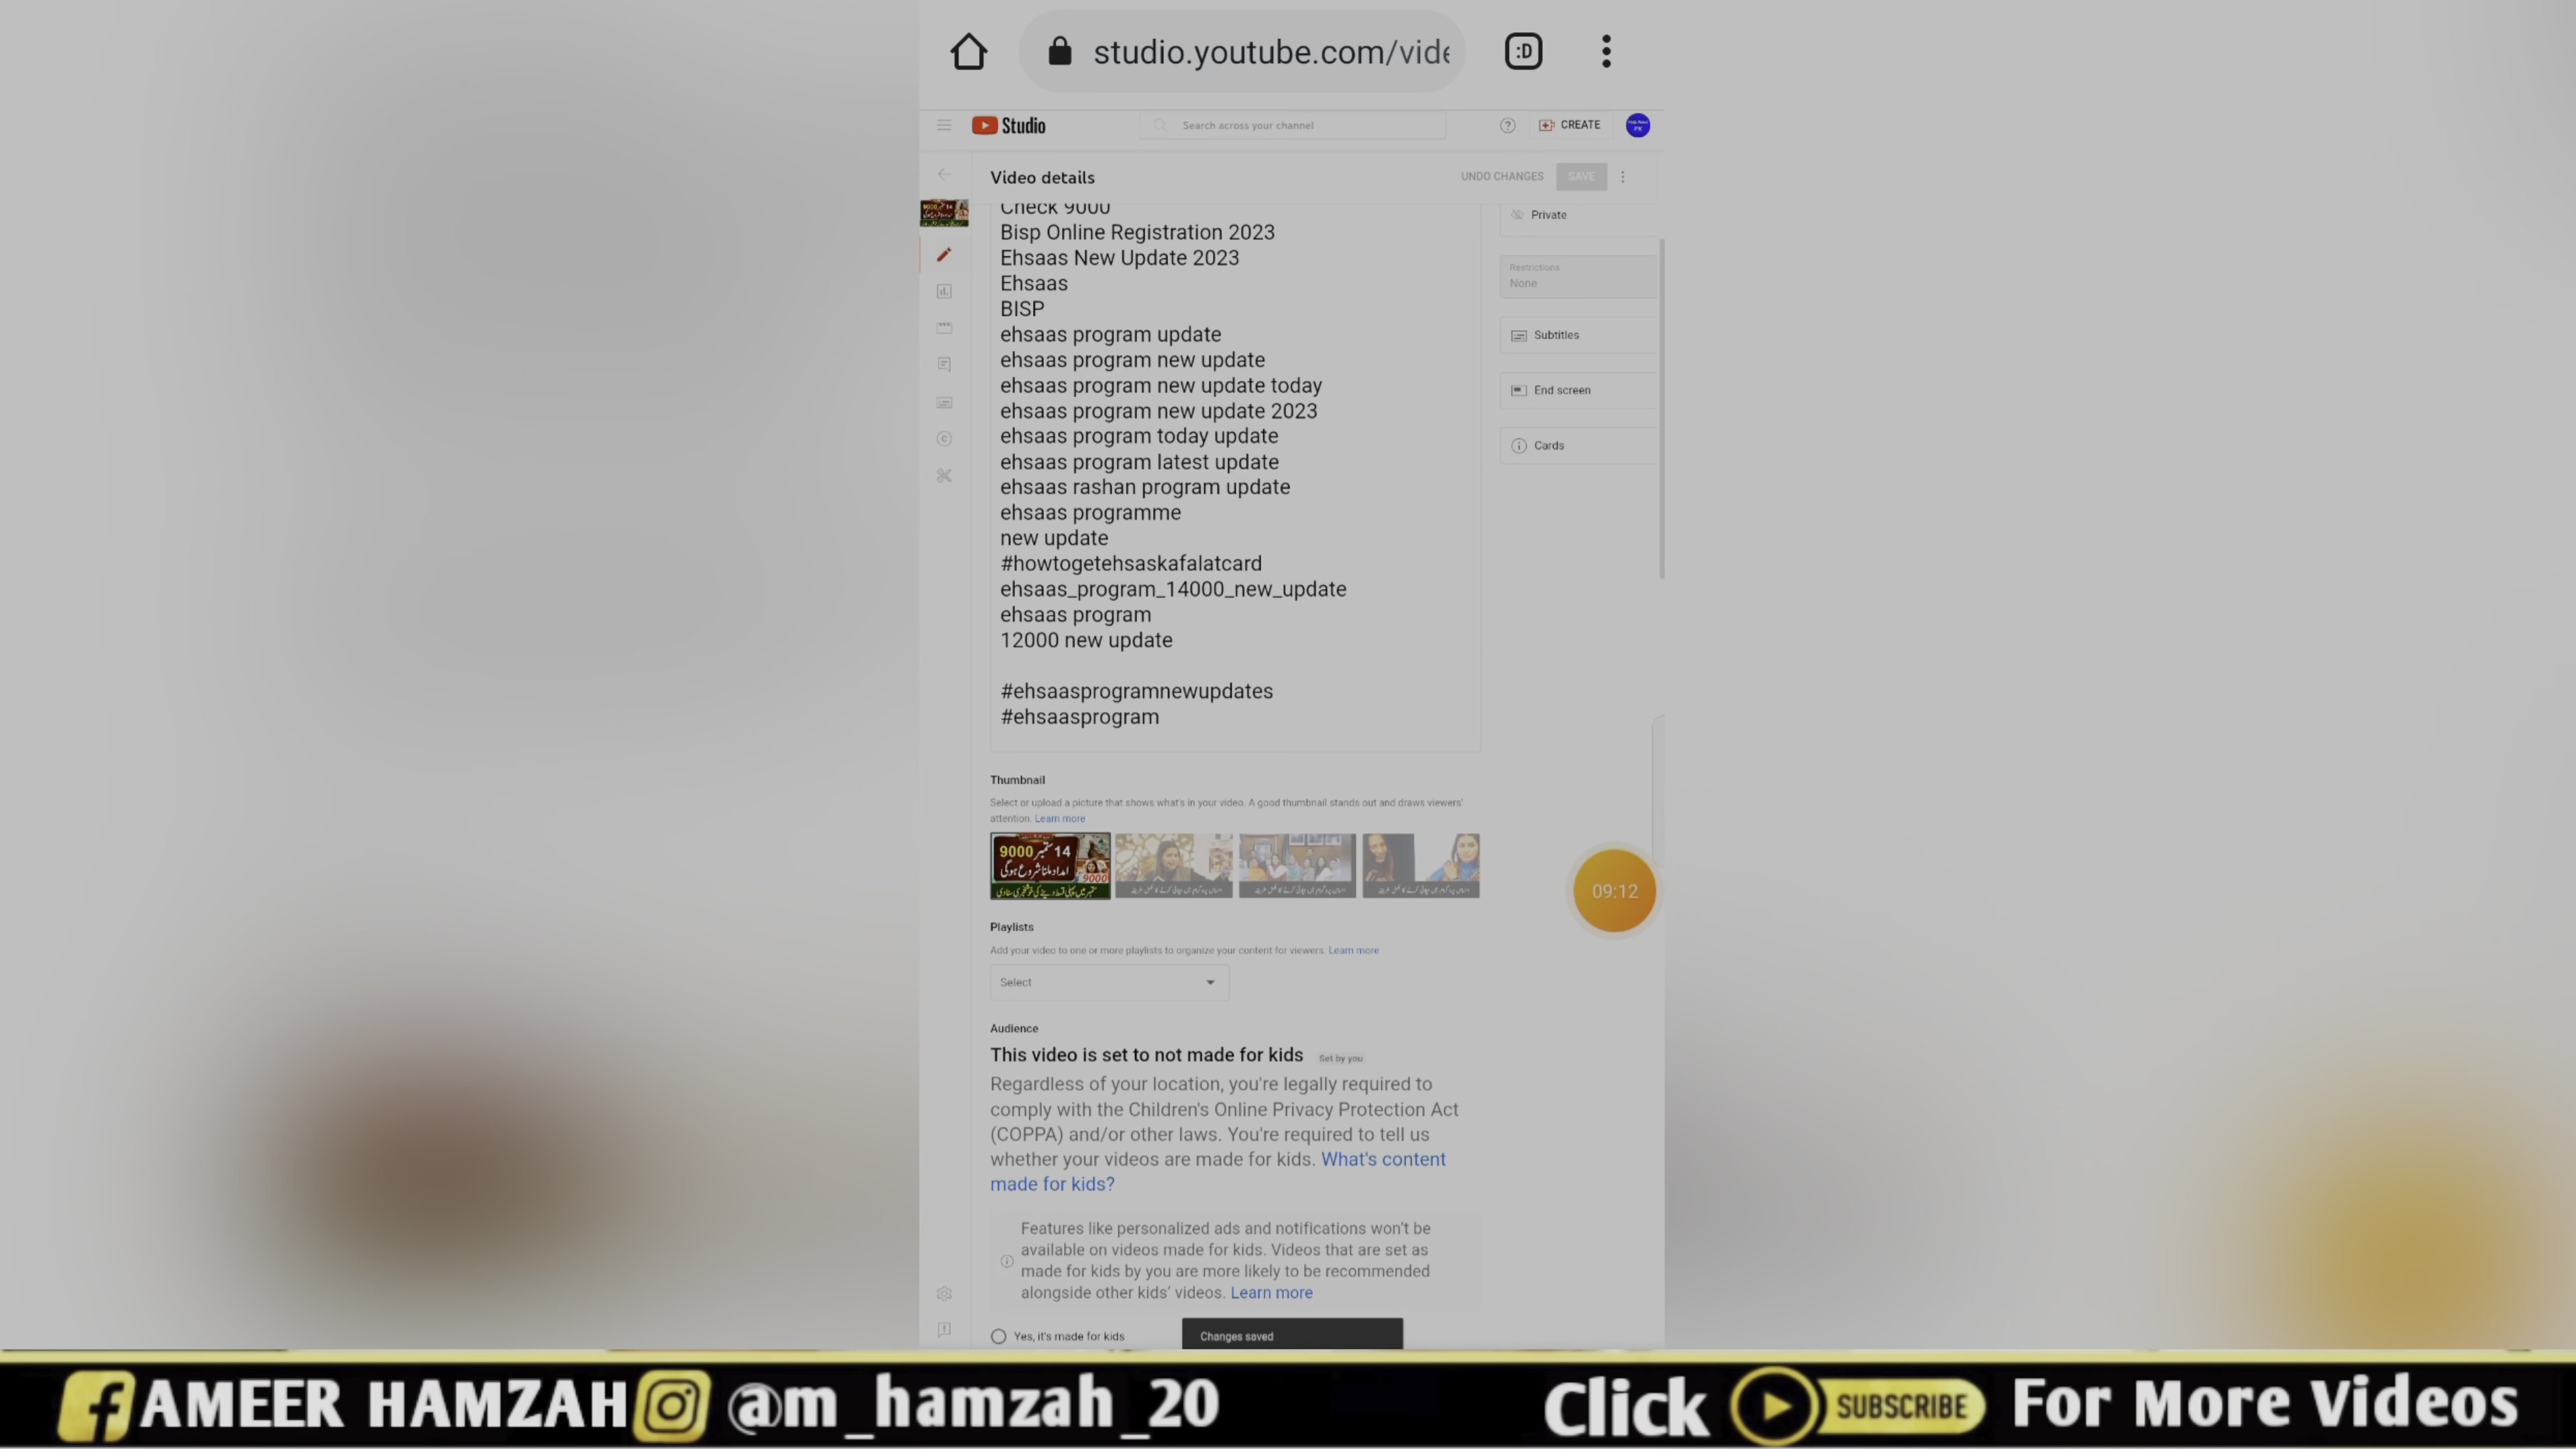 studio.youtube.com/vide
:D
Studio
Search across your channel
CREATE
Video details
UNDO CHANGES
SAVE
Check 9000
Bisp Online Registration 2023
Ehsaas New Update 2023
Ehsaas
BISP
ehsaas program update
ehsaas program new update
ehsaas program new update today
ehsaas program new update 2023
ehsaas program today update
ehsaas program latest update
ehsaas rashan program update
ehsaas programme
new update
#howtogetehsaskafalatcard
ehsaas_program_14000_new_update
ehsaas program
12000 new update
#ehsaasprogramnewupdates
#ehsaasprogram
Private
Restrictions
None
Subtitles
End screen
Cards
Thumbnail
Select or upload a picture that shows what's in your video. A good thumbnail stands out and draws viewers'
attention. Learn more
14 ستمبر 9000
امداد ملنا شروع ہوگی
9000
09:12
Playlists
Add your video to one or more playlists to organize your content for viewers. Learn more
Select
Audience
This video is set to not made for kids Set by you
Regardless of your location, you're legally required to
comply with the Children's Online Privacy Protection Act
(COPPA) and/or other laws. You're required to tell us
whether your videos are made for kids. What's content
made for kids?
Features like personalized ads and notifications won't be
available on videos made for kids. Videos that are set as
made for kids by you are more likely to be recommended
alongside other kids' videos. Learn more
Yes, it's made for kids
Changes saved
AMEER HAMZAH @m_hamzah_20 Click SUBSCRIBE For More Videos